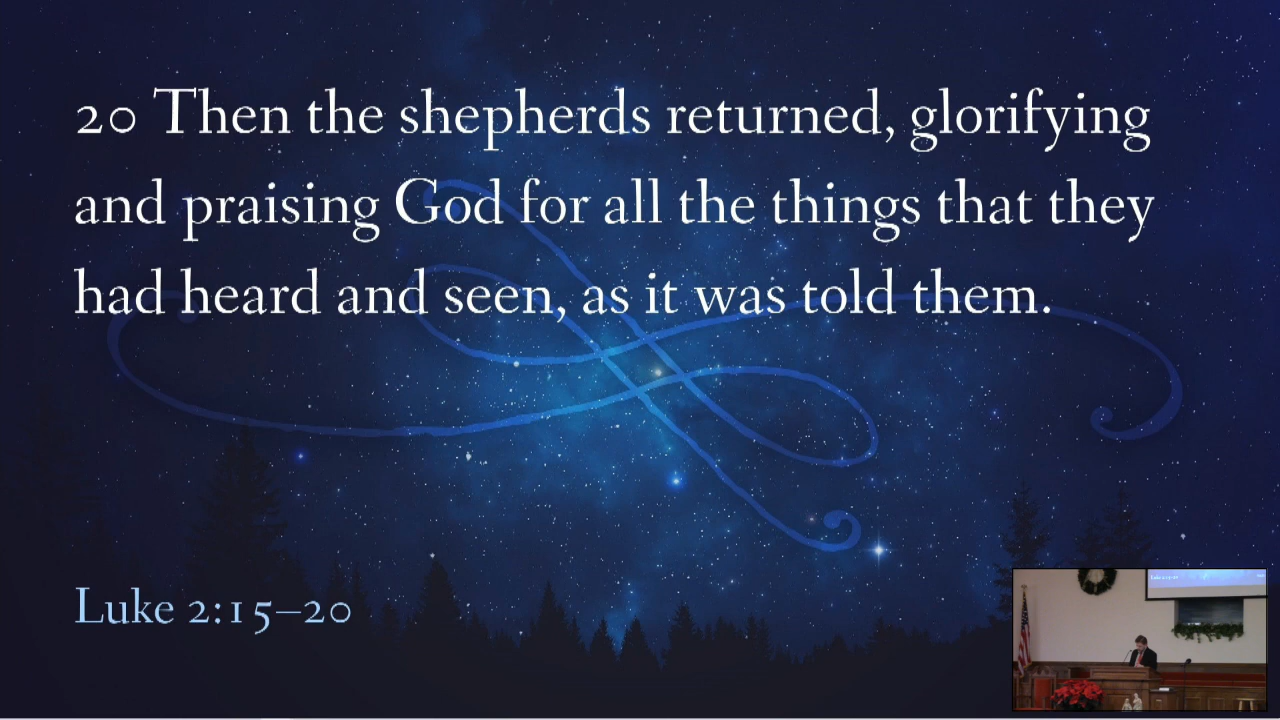 20 Then the shepherds returned, glorifying
and praising God for all the things that they
had heard and seen, as it was told them.
Luke 2:15–20